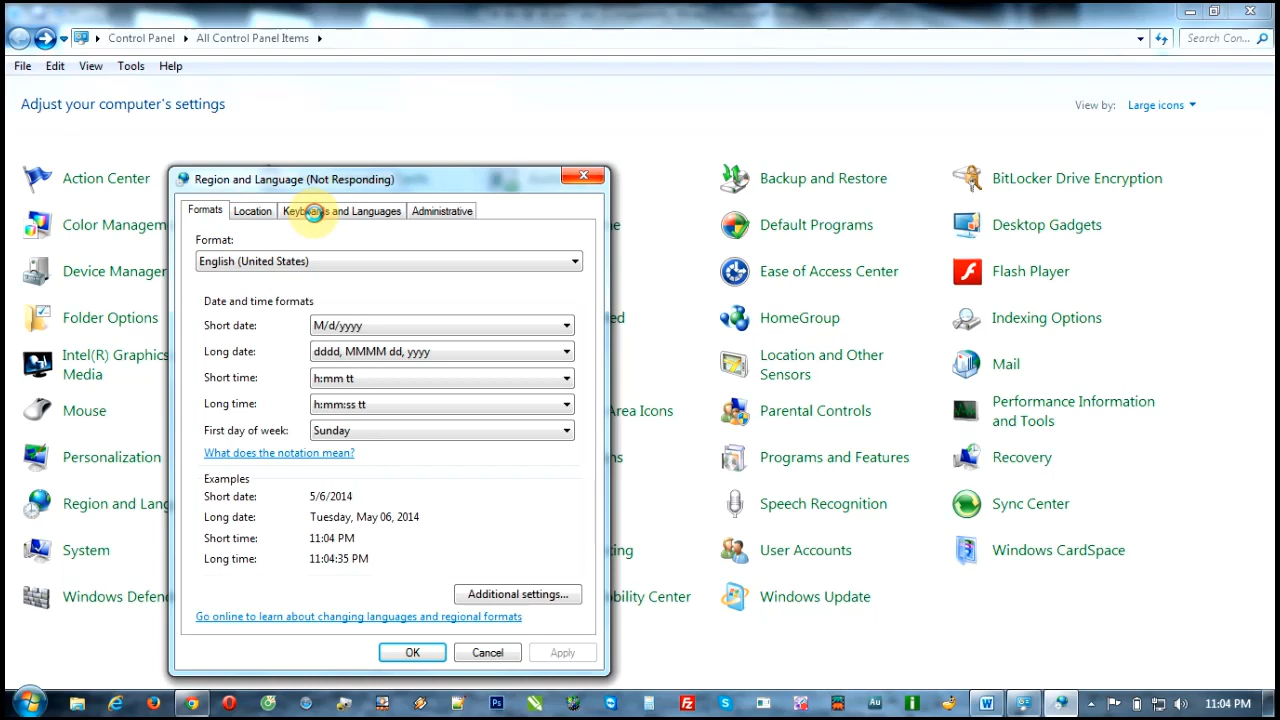 Control Panel
All Control Panel Items
Search Con...
File Edit View Tools Help
Adjust your computer's settings
View by: Large icons
Action Center
Color Managem
Device Manager
Folder Options
Intel(R) Graphics
Media
Mouse
Personalization
Region and Lang
System
Windows Defen
Region and Language (Not Responding)
Formats Location Keyboards and Languages Administrative
Format:
English (United States)
Date and time formats
Short date: M/d/yyyy
Long date: dddd, MMMM dd, yyyy
Short time: h:mm tt
Long time: h:mm:ss tt
First day of week: Sunday
What does the notation mean?
Examples
Short date: 5/6/2014
Long date: Tuesday, May 06, 2014
Short time: 11:04 PM
Long time: 11:04:35 PM
Additional settings...
Go online to learn about changing languages and regional formats
OK Cancel Apply
Area Icons
bility Center
Backup and Restore
Default Programs
Ease of Access Center
HomeGroup
Location and Other
Sensors
Parental Controls
Programs and Features
Speech Recognition
User Accounts
Windows Update
BitLocker Drive Encryption
Desktop Gadgets
Flash Player
Indexing Options
Mail
Performance Information
and Tools
Recovery
Sync Center
Windows CardSpace
11:04 PM